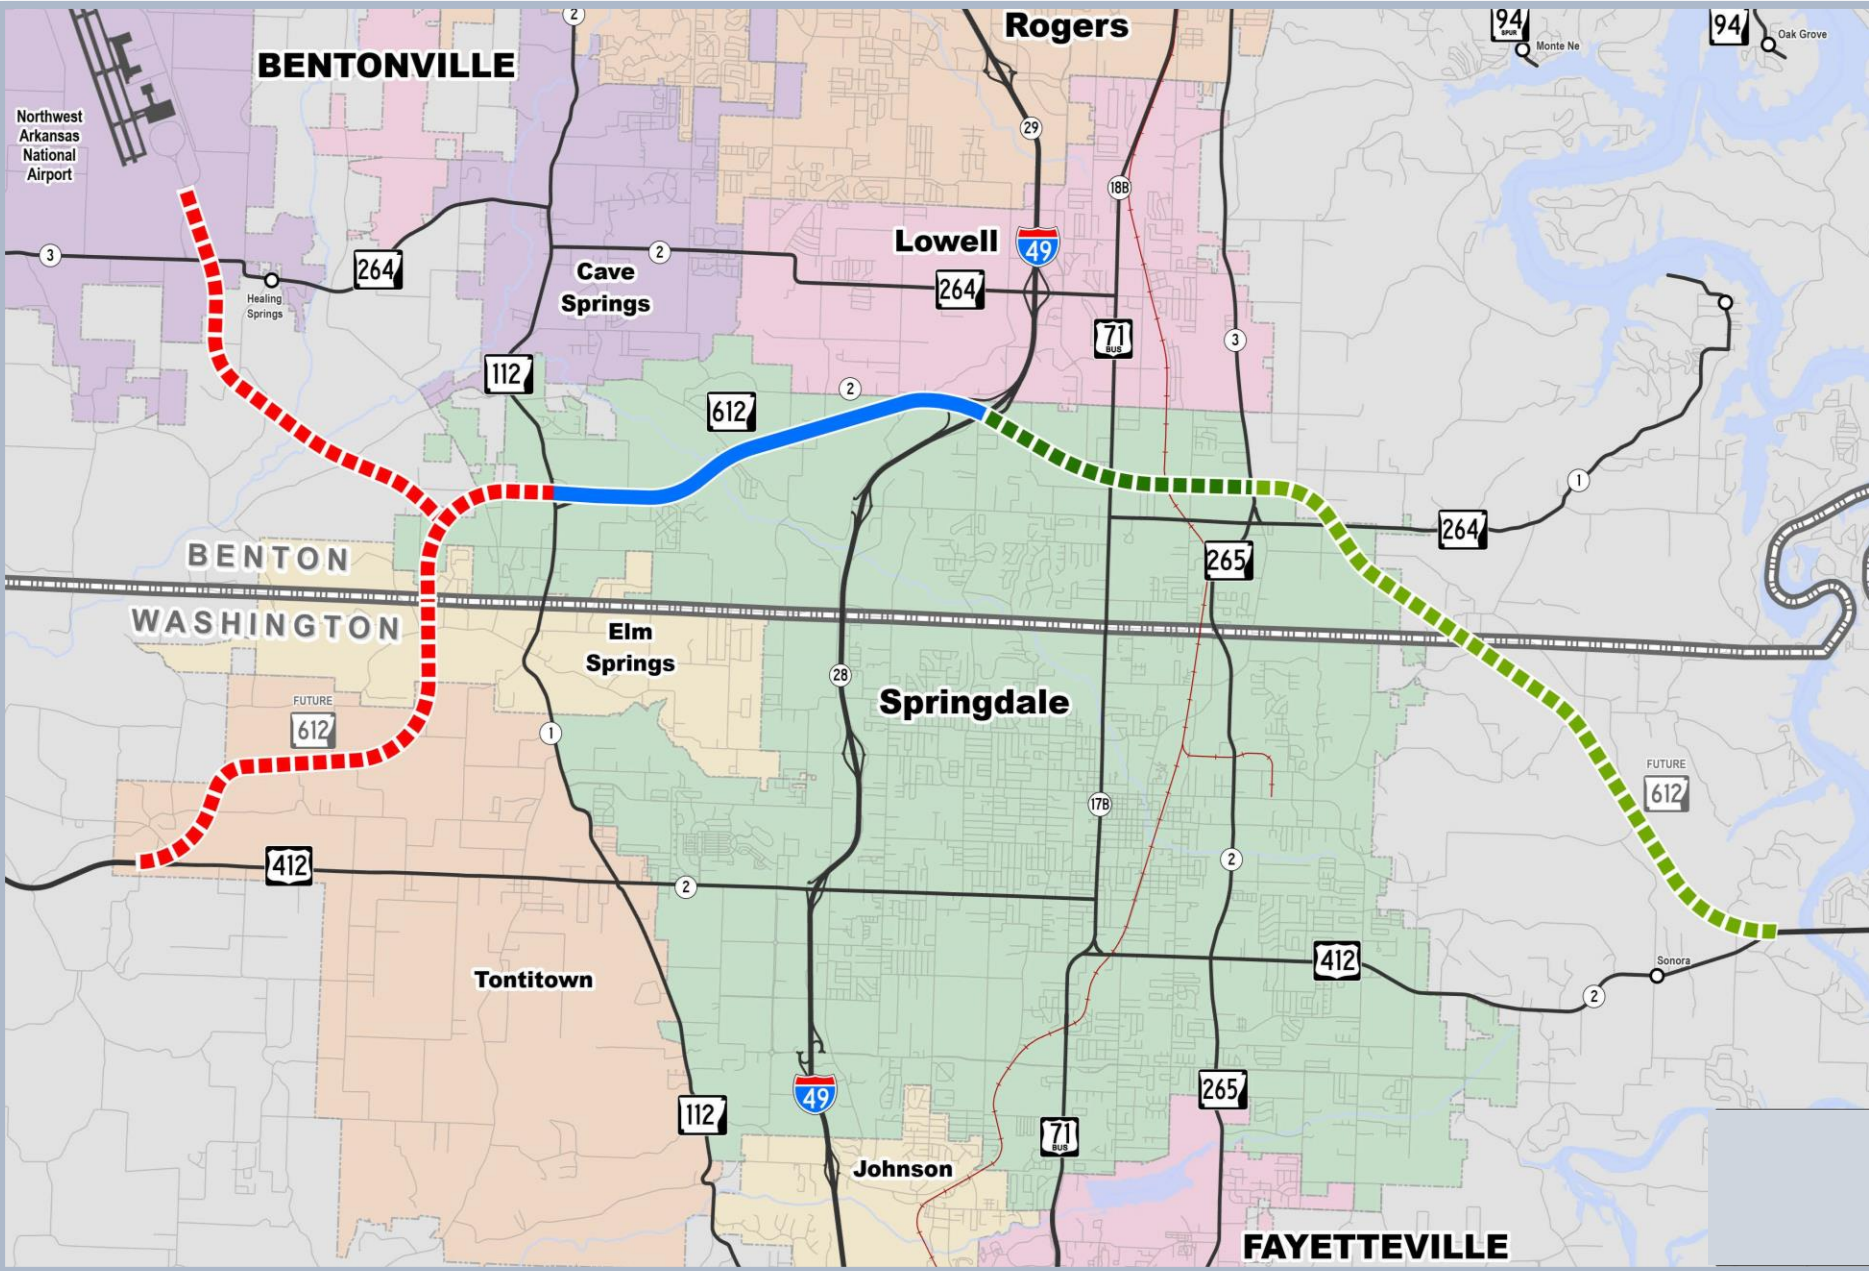 2
Rogers
94
SPUR
Monte Ne
94
Oak Grove
BENTONVILLE
Northwest
Arkansas
National
Airport
29
18B
Lowell
49
3
264
2
Cave
Springs
264
Healing
Springs
71
BUS
3
112
612
2
1
264
265
BENTON
WASHINGTON
Elm
Springs
28
Springdale
FUTURE
612
1
FUTURE
612
17B
412
2
2
412
Sonora
2
Tontitown
49
112
265
71
BUS
Johnson
FAYETTEVILLE